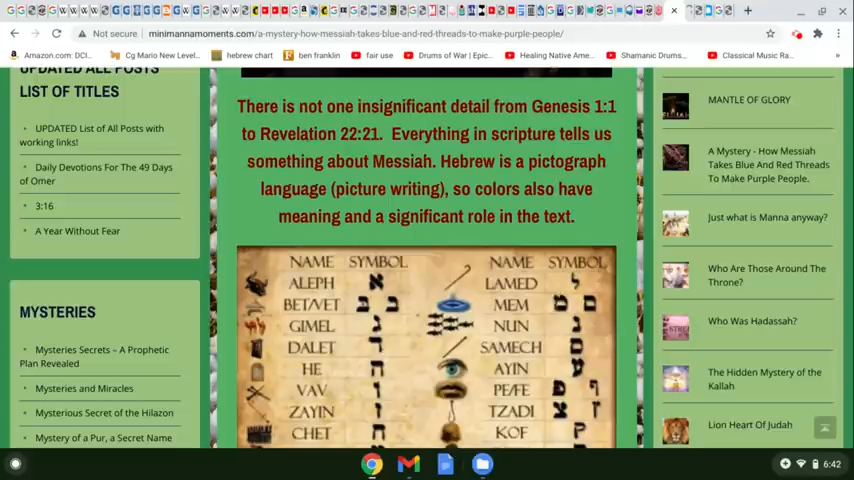 Not secure
minimannamoments.com/a-mystery-how-messiah-takes-blue-and-red-threads-to-make-purple-people/
Amazon.com: DCI...
Cg Mario New Level...
hebrew chart
ben franklin
fair use
Drums of War | Epic...
Healing Native Ame...
Shamanic Drums...
Classical Music Ra...
»
UPDATED ALL POSTS
LIST OF TITLES
UPDATED List of All Posts with
working links!
Daily Devotions For The 49 Days
of Omer
3:16
A Year Without Fear
MYSTERIES
Mysteries Secrets – A Prophetic
Plan Revealed
Mysteries and Miracles
Mysterious Secret of the Hilazon
Mystery of a Pur, a Secret Name
There is not one insignificant detail from Genesis 1:1
to Revelation 22:21. Everything in scripture tells us
something about Messiah. Hebrew is a pictograph
language (picture writing), so colors also have
meaning and a significant role in the text.
NAME SYMBOL NAME SYMBOL
ALEPH א LAMED ל
BET/VET ב ב MEM מ ם
GIMEL ג NUN נ
DALET ד SAMECH ס
HE ה AYIN ע
VAV ו PE/FE פ ף
ZAYIN ז TZADI צ ץ
CHET ח KOF ק
MANTLE OF GLORY
A Mystery - How Messiah
Takes Blue And Red Threads
To Make Purple People.
Just what is Manna anyway?
Who Are Those Around The
Throne?
Who Was Hadassah?
The Hidden Mystery of the
Kallah
Lion Heart Of Judah
6:42